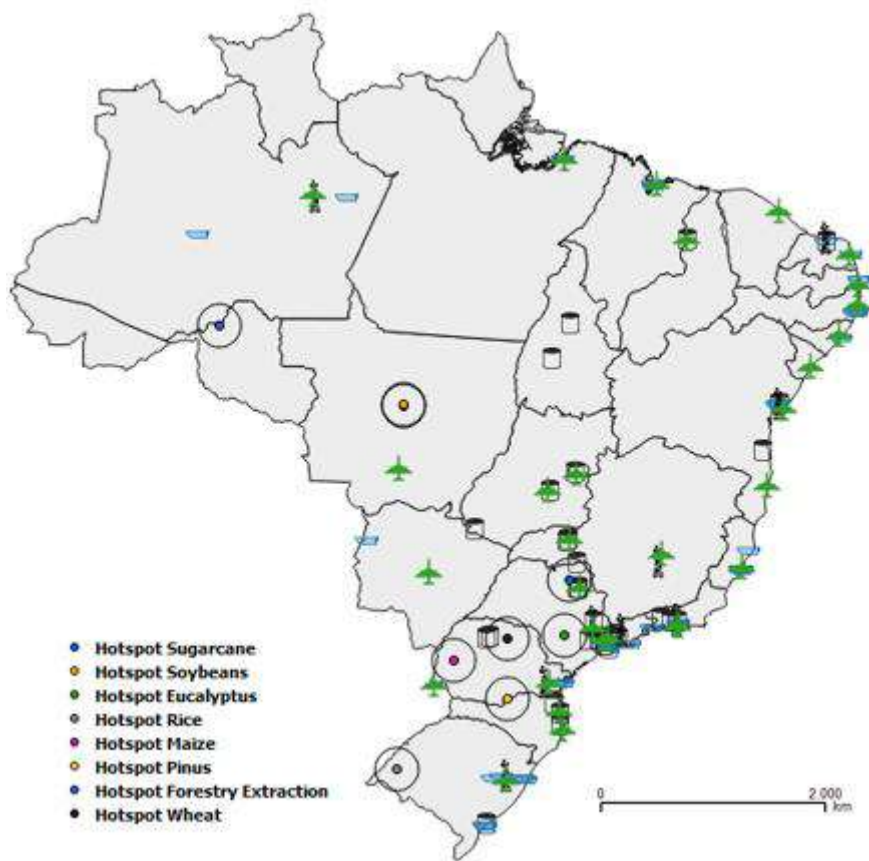 Hotspot Sugarcane
Hotspot Soybeans
Hotspot Eucalyptus
Hotspot Rice
Hotspot Maize
Hotspot Pinus
Hotspot Forestry Extraction
Hotspot Wheat
0 2 000
km